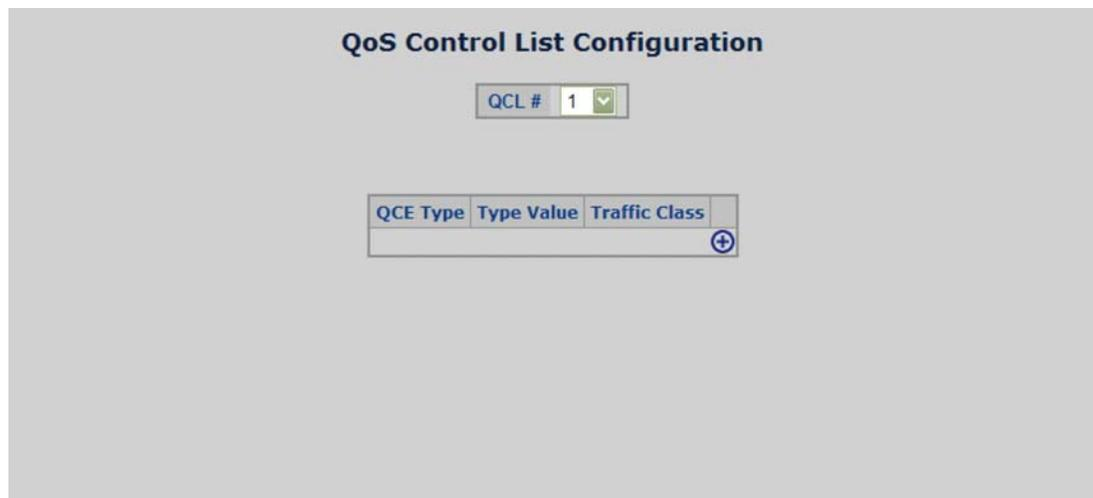 QoS Control List Configuration
QCL # 1
QCE Type Type Value Traffic Class